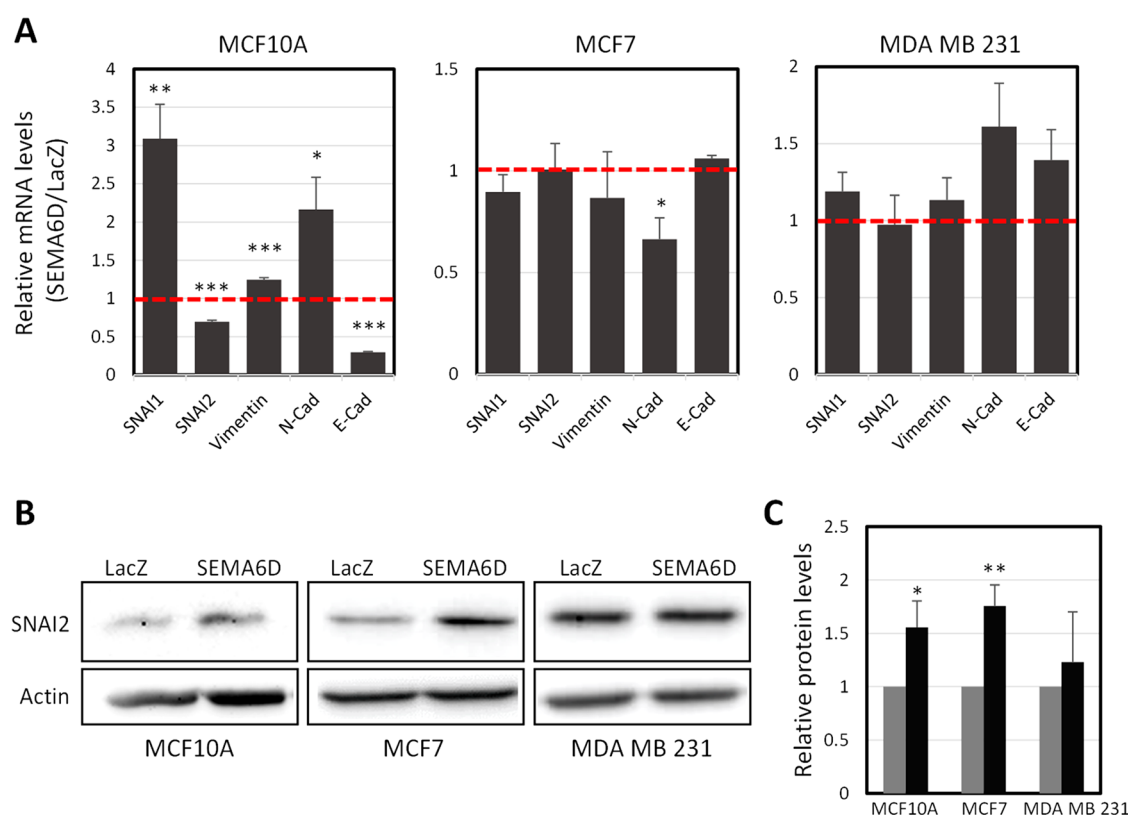 A
MCF10A
MCF7
MDA MB 231
Relative mRNA levels
(SEMA6D/LacZ)
4
3.5
3
2.5
2
1.5
1
0.5
0
**
***
***
*
***
SNAI1
SNAI2
Vimentin
N-Cad
E-Cad
1.5
1
0.5
0
*
SNAI1
SNAI2
Vimentin
N-Cad
E-Cad
2
1.5
1
0.5
0
SNAI1
SNAI2
Vimentin
N-Cad
E-Cad
B
LacZ SEMA6D LacZ SEMA6D LacZ SEMA6D
SNAI2
Actin
MCF10A MCF7 MDA MB 231
C
Relative protein levels
2.5
2
1.5
1
0.5
0
*
**
MCF10A MCF7 MDA MB 231